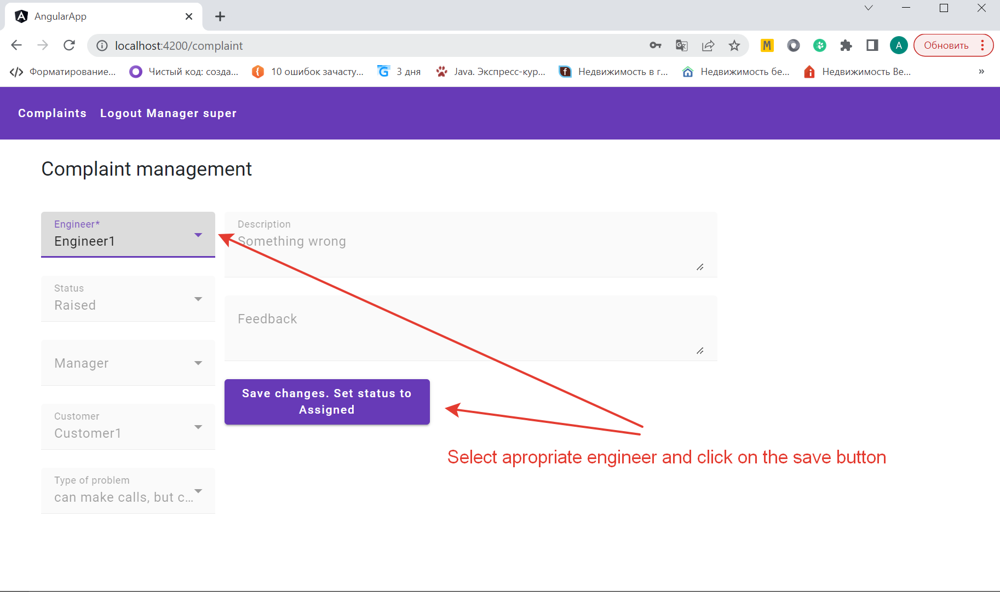 AngularApp
localhost:4200/complaint
M
A
Обновить
Форматирование...
Чистый код: созда...
10 ошибок зачасту...
3 дня
Java. Экспресс-кур...
Недвижимость в г...
Недвижимость бе...
Недвижимость Ве...
»
Complaints
Logout Manager super
Complaint management
Engineer*
Engineer1
Description
Something wrong
Status
Raised
Feedback
Manager
Save changes. Set status to
Assigned
Customer
Customer1
Select apropriate engineer and click on the save button
Type of problem
can make calls, but c...